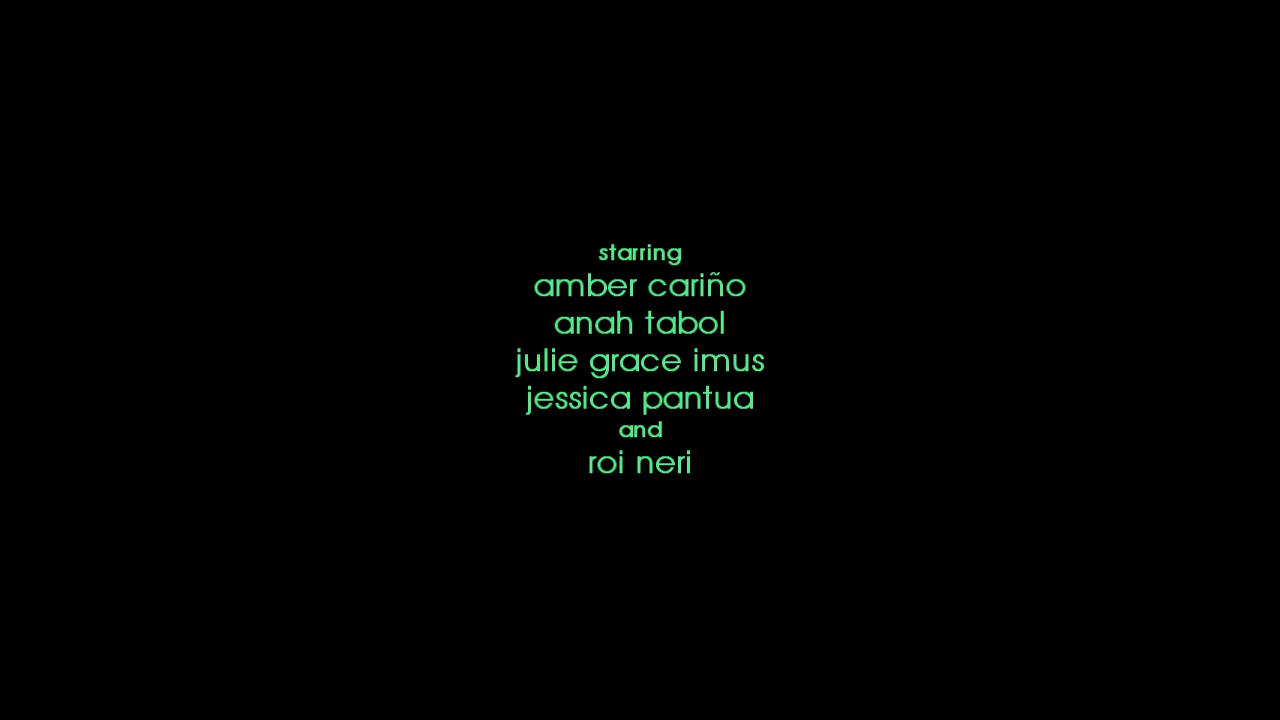 starring
amber cariño
anah tabol
julie grace imus
jessica pantua
and
roi neri